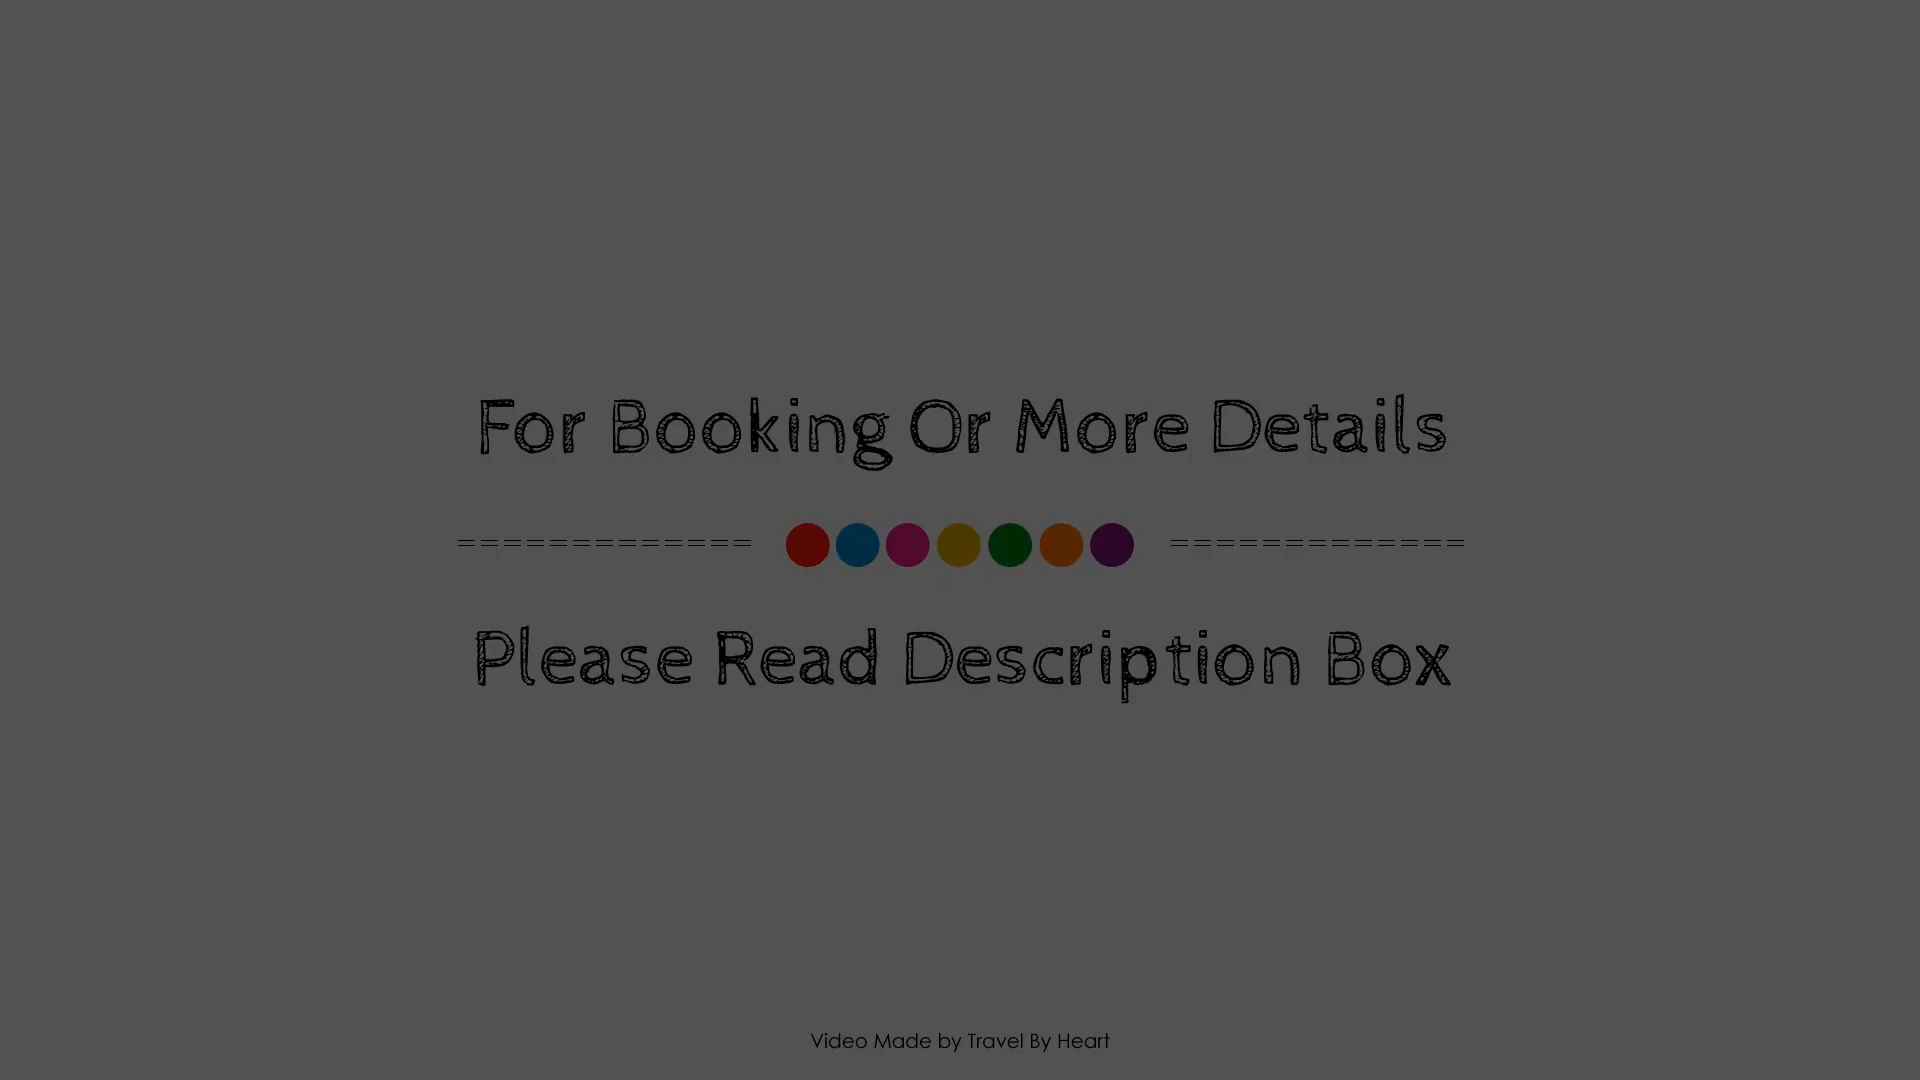 For Booking Or More Details
============= =============
Please Read Description Box
Video Made by Travel By Heart